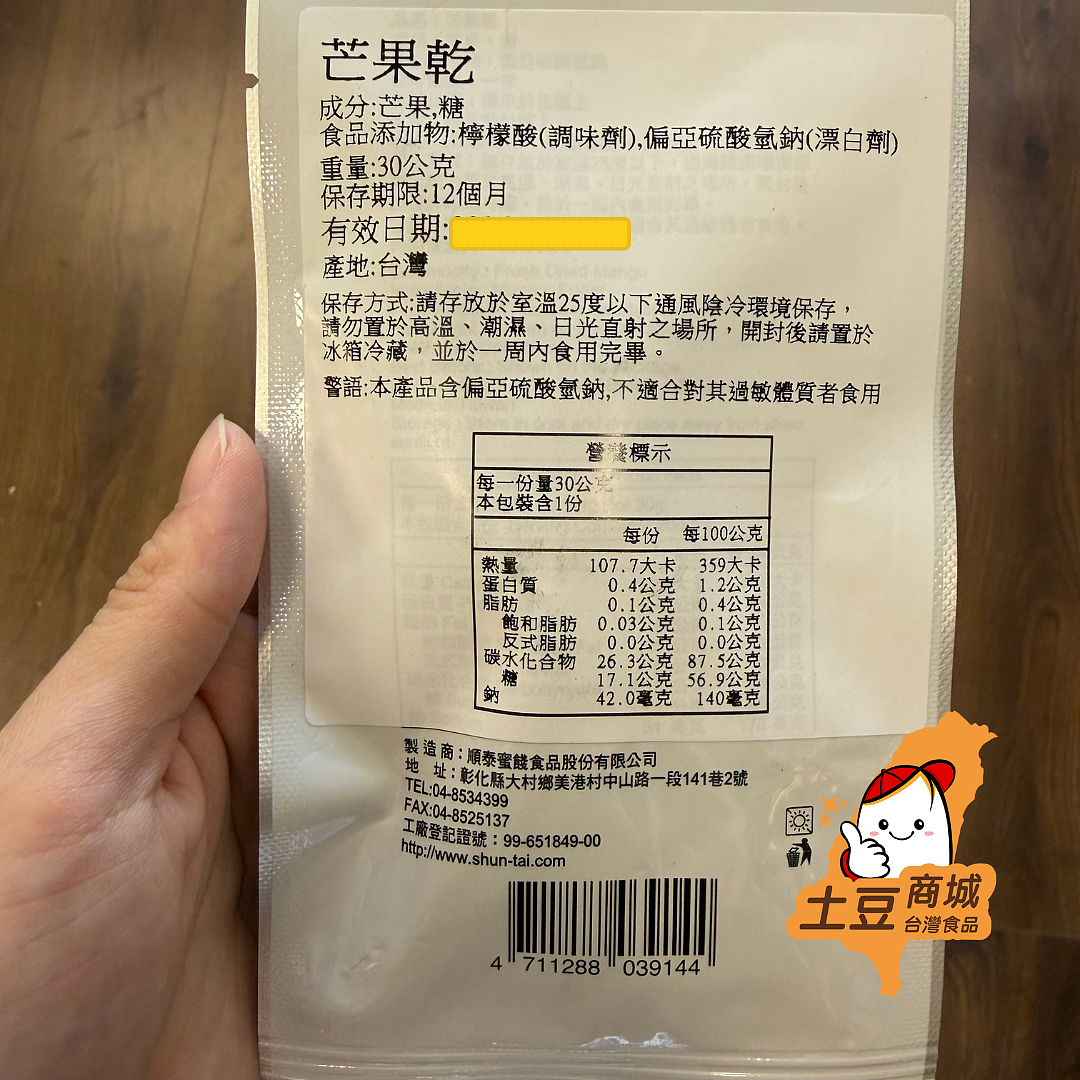 芒果乾
成分:芒果,糖
食品添加物:檸檬酸(調味劑),偏亞硫酸氫鈉(漂白劑)
重量:30公克
保存期限:12個月
有效日期:
產地:台灣
保存方式:請存放於室溫25度以下通風陰冷環境保存，
請勿置於高溫、潮濕、日光直射之場所，開封後請置於
冰箱冷藏，並於一周內食用完畢。
警語:本產品含偏亞硫酸氫鈉,不適合對其過敏體質者食用
營養標示
每一份量30公克
本包裝含1份
每份 每100公克
熱量 107.7大卡 359大卡
蛋白質 0.4公克 1.2公克
脂肪 0.1公克 0.4公克
飽和脂肪 0.03公克 0.1公克
反式脂肪 0.0公克 0.0公克
碳水化合物 26.3公克 87.5公克
糖 17.1公克 56.9公克
鈉 42.0毫克 140毫克
製造商：順泰蜜餞食品股份有限公司
地 址：彰化縣大村鄉美港村中山路一段141巷2號
TEL:04-8534399
FAX:04-8525137
工廠登記證號：99-651849-00
http://www.shun-tai.com
4 711288 039144
土豆商城
台灣食品